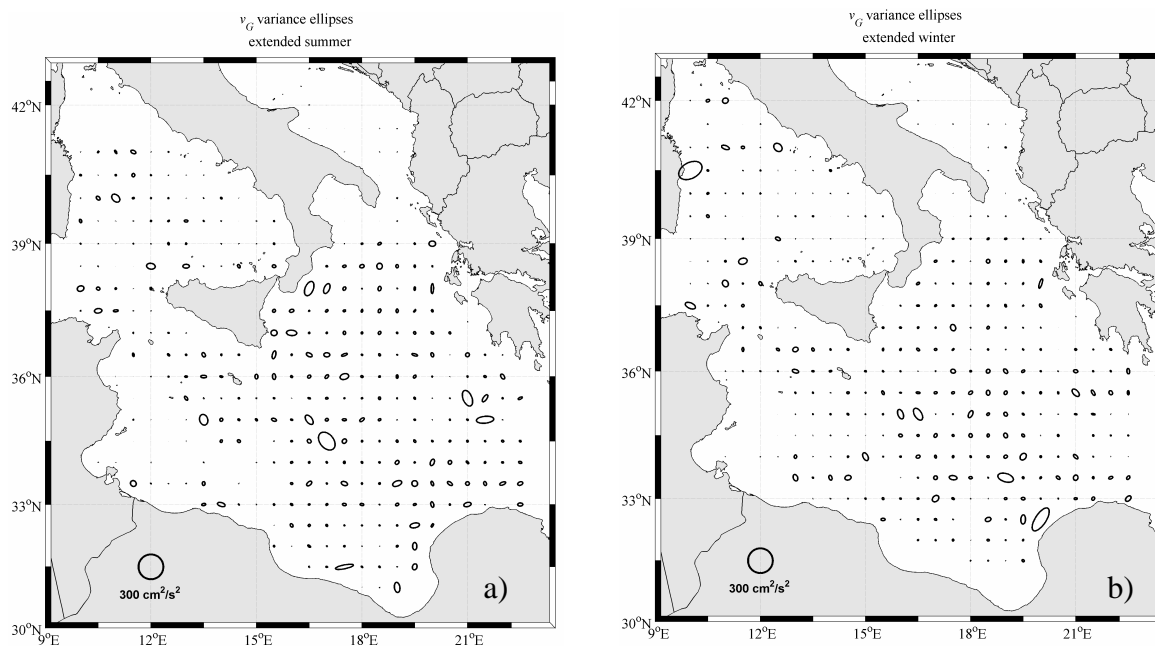 v_G variance ellipses
extended summer
42°N
39°N
36°N
33°N
30°N
9°E
12°E
15°E
18°E
21°E
300 cm²/s²
a)
v_G variance ellipses
extended winter
42°N
39°N
36°N
33°N
30°N
9°E
12°E
15°E
18°E
21°E
300 cm²/s²
b)